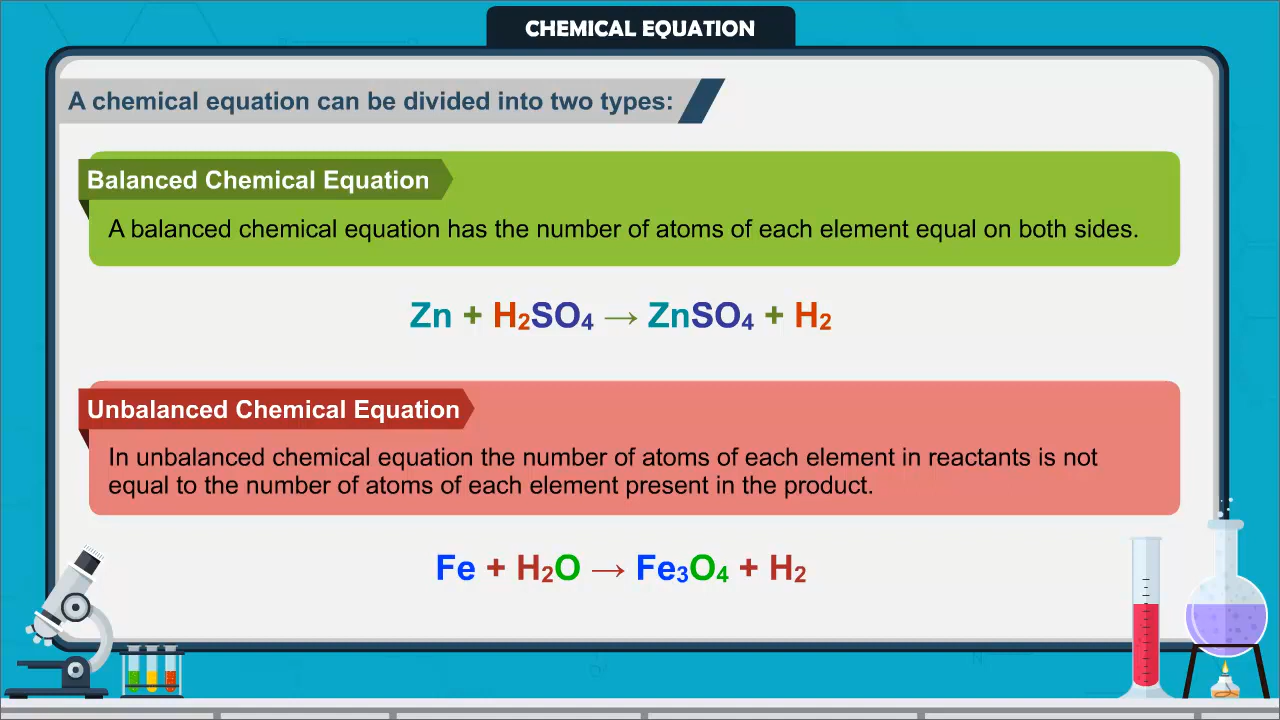 CHEMICAL EQUATION
A chemical equation can be divided into two types:
Balanced Chemical Equation
A balanced chemical equation has the number of atoms of each element equal on both sides.
Zn + H₂SO₄ → ZnSO₄ + H₂
Unbalanced Chemical Equation
In unbalanced chemical equation the number of atoms of each element in reactants is not
equal to the number of atoms of each element present in the product.
Fe + H₂O → Fe₃O₄ + H₂